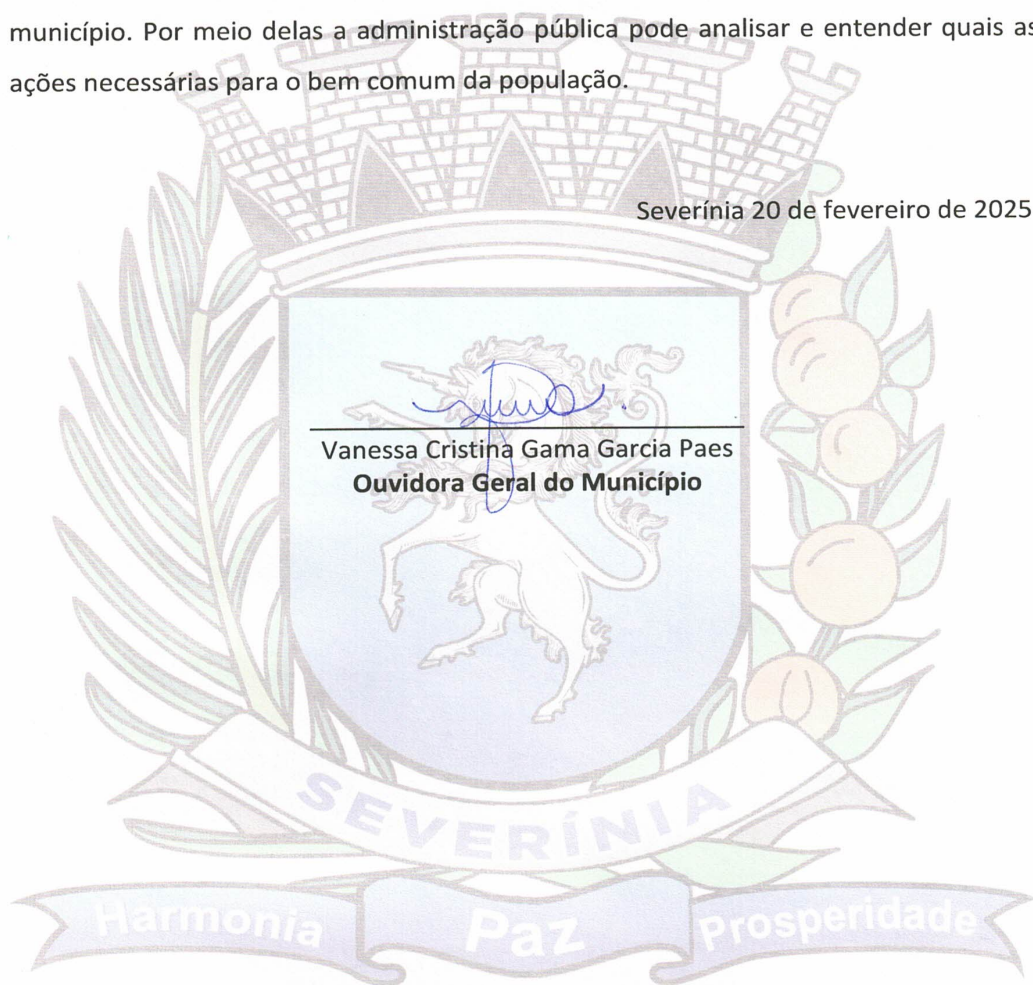 município. Por meio delas a administração pública pode analisar e entender quais as
ações necessárias para o bem comum da população.
Severínia 20 de fevereiro de 2025
Vanessa Cristina Gama Garcia Paes
Ouvidora Geral do Município
SEVERÍNIA
Harmonia Paz Prosperidade